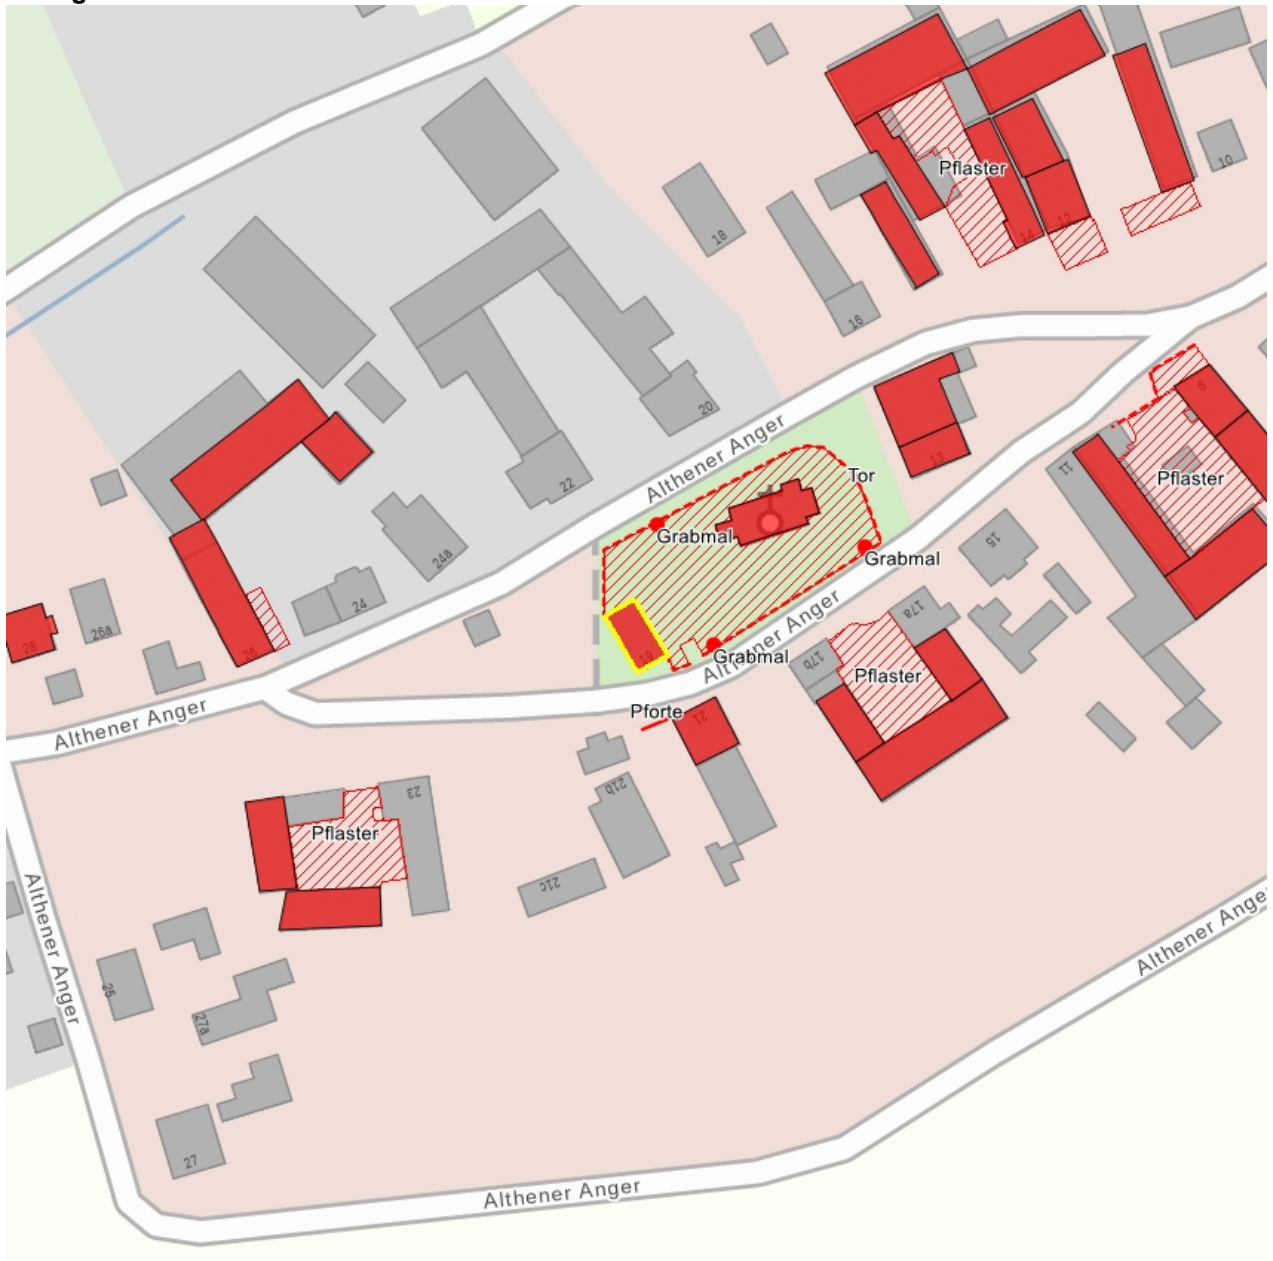 10
Pflaster
12
14
18
16
6
20
Althener Anger
13
Tor
11
Pflaster
22
Grabmal
15
Grabmal
24a
24
17a
26a
28
26
19
Grabmal
Althener Anger
17b
Pflaster
Pforte
21
Althener Anger
21b
23
Pflaster
21c
Althener Anger
Althener Anger
25
27a
27
Althener Anger